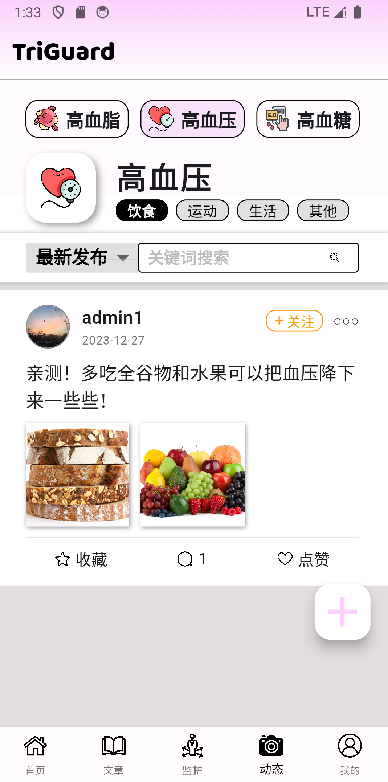 1:33 LTE
TriGuard
高血脂 高血压 高血糖
高血压
饮食 运动 生活 其他
最新发布 关键词搜索
admin1 +关注
2023-12-27
亲测！多吃全谷物和水果可以把血压降下
来一些些！
收藏 1 点赞
首页 文章 监护 动态 我的